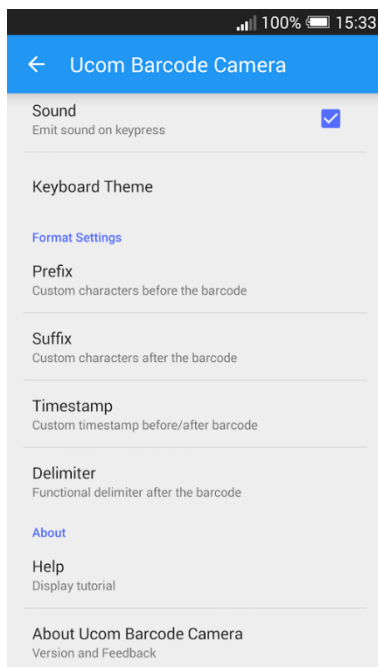 100% 15:33
Ucom Barcode Camera
Sound
Emit sound on keypress
Keyboard Theme
Format Settings
Prefix
Custom characters before the barcode
Suffix
Custom characters after the barcode
Timestamp
Custom timestamp before/after barcode
Delimiter
Functional delimiter after the barcode
About
Help
Display tutorial
About Ucom Barcode Camera
Version and Feedback